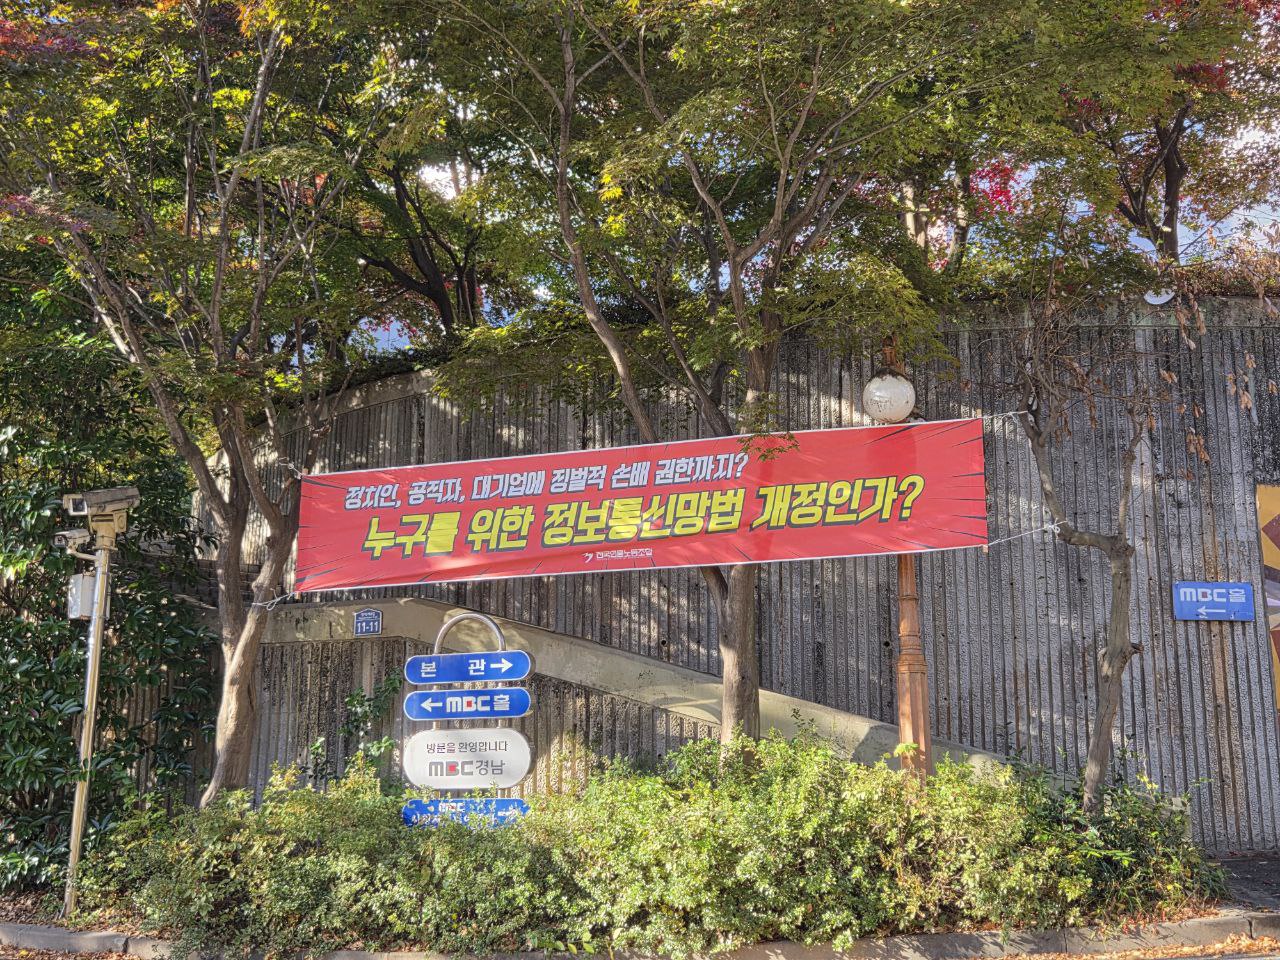 정치인, 공직자, 대기업에 징벌적 손배 권한까지?
누구를 위한 정보통신망법 개정인가?
전국언론노동조합
11-11
본 관 →
← MBC홀
방문을 환영합니다
MBC경남
MBC
MBC홀
←